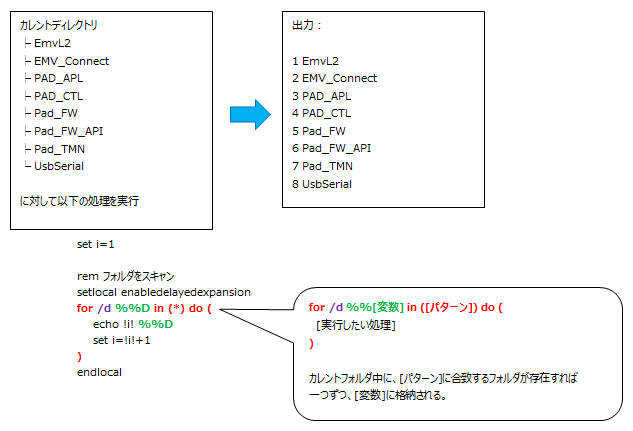 カレントディレクトリ
├ EmvL2
├ EMV_Connect
├ PAD_APL
├ PAD_CTL
├ Pad_FW
├ Pad_FW_API
├ Pad_TMN
└ UsbSerial
に対して以下の処理を実行
出力：
1 EmvL2
2 EMV_Connect
3 PAD_APL
4 PAD_CTL
5 Pad_FW
6 Pad_FW_API
7 Pad_TMN
8 UsbSerial
set i=1
rem フォルダをスキャン
setlocal enabledelayedexpansion
for /d %%D in (*) do (
echo !i! %%D
set i=!i!+1
)
endlocal
for /d %%[変数] in ([パターン]) do (
[実行したい処理]
)
カレントフォルダ中に、[パターン]に合致するフォルダが存在すれば
一つずつ、[変数]に格納される。